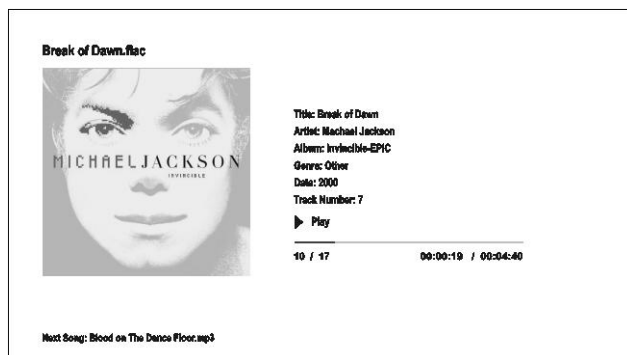 Break of Dawn.flac
MICHAELJACKSON
INVINCIBLE
Title: Break of Dawn
Artist: Machael Jackson
Album: Invincible-EPIC
Genre: Other
Date: 2000
Track Number: 7
Play
10 / 17 00:00:19 / 00:04:40
Next Song: Blood on The Dance Floor.mp3